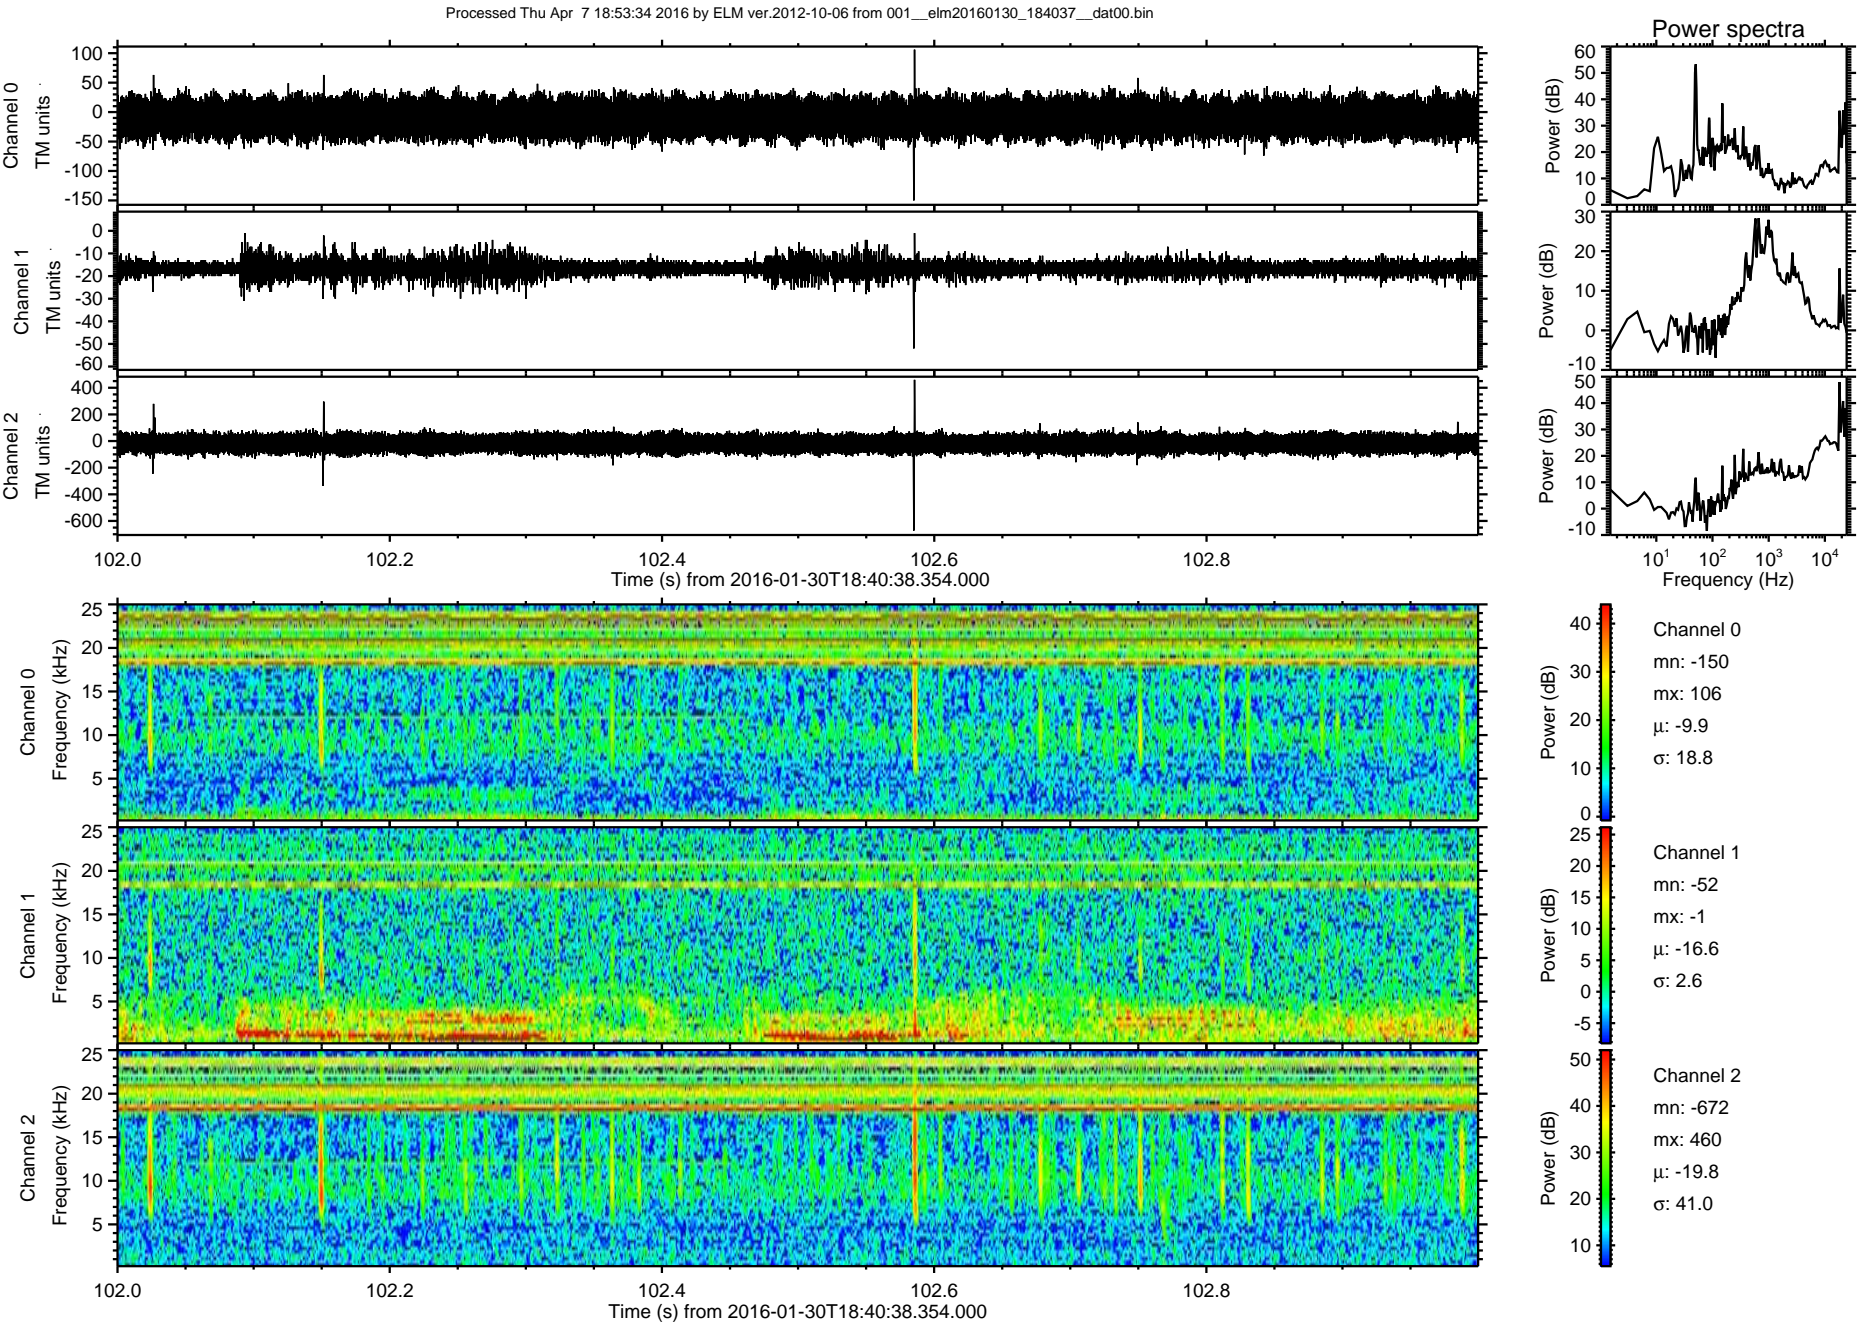 Processed Thu Apr  7 18:53:34 2016 by ELM ver.2012-10-06 from 001__elm20160130_184037__dat00.bin
Power spectra
Channel 0
TM units
100
50
0
-50
-100
-150
Power (dB)
60
50
40
30
20
10
0
Channel 1
TM units
0
-10
-20
-30
-40
-50
-60
Power (dB)
30
20
10
0
-10
Channel 2
TM units
400
200
0
-200
-400
-600
Power (dB)
50
40
30
20
10
0
-10
102.0 102.2 102.4 102.6 102.8
Time (s) from 2016-01-30T18:40:38.354.000
10¹ 10² 10³ 10⁴
Frequency (Hz)
Channel 0
Frequency (kHz)
25
20
15
10
5
Power (dB)
40
30
20
10
0
Channel 0
mn: -150
mx: 106
μ: -9.9
σ: 18.8
Channel 1
Frequency (kHz)
25
20
15
10
5
Power (dB)
25
20
15
10
5
0
-5
Channel 1
mn: -52
mx: -1
μ: -16.6
σ: 2.6
Channel 2
Frequency (kHz)
25
20
15
10
5
Power (dB)
50
40
30
20
10
Channel 2
mn: -672
mx: 460
μ: -19.8
σ: 41.0
102.0 102.2 102.4 102.6 102.8
Time (s) from 2016-01-30T18:40:38.354.000